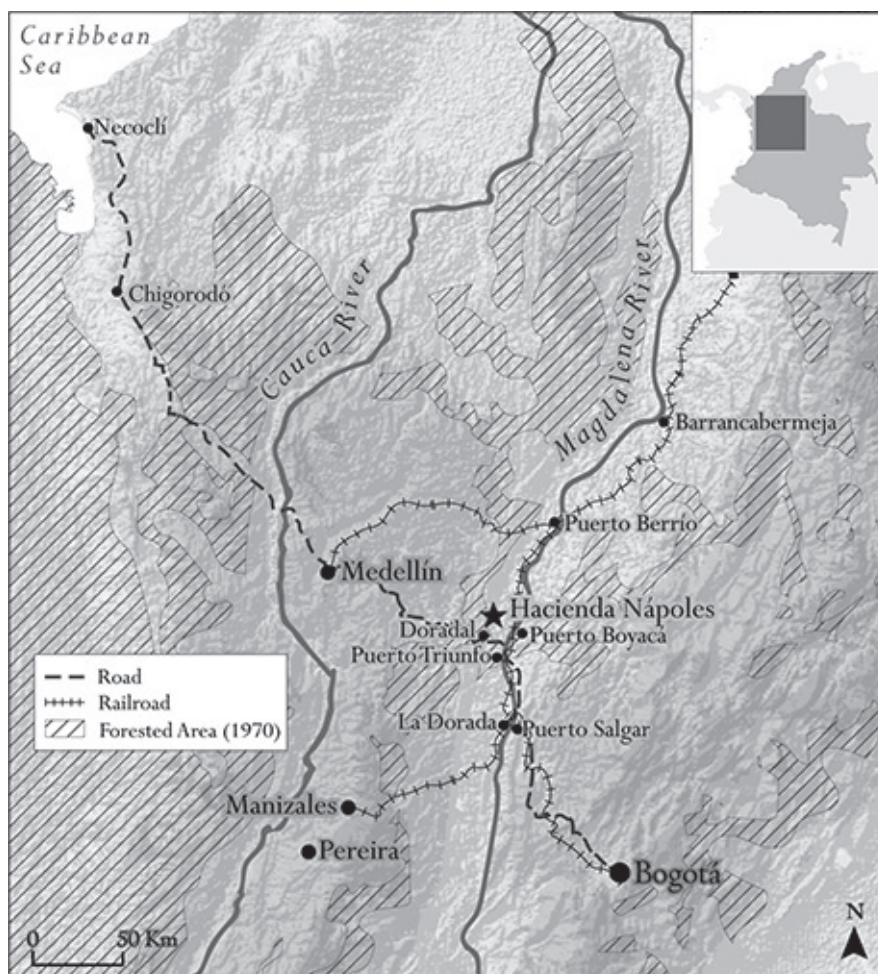 Caribbean
Sea
Necoclí
Chigorodó
Cauca River
Magdalena River
Barrancabermeja
Puerto Berrío
Medellín
Hacienda Nápoles
Doradal
Puerto Boyacá
Puerto Triunfo
Road
Railroad
Forested Area (1970)
La Dorada
Puerto Salgar
Manizales
Pereira
Bogotá
0
50 Km
N